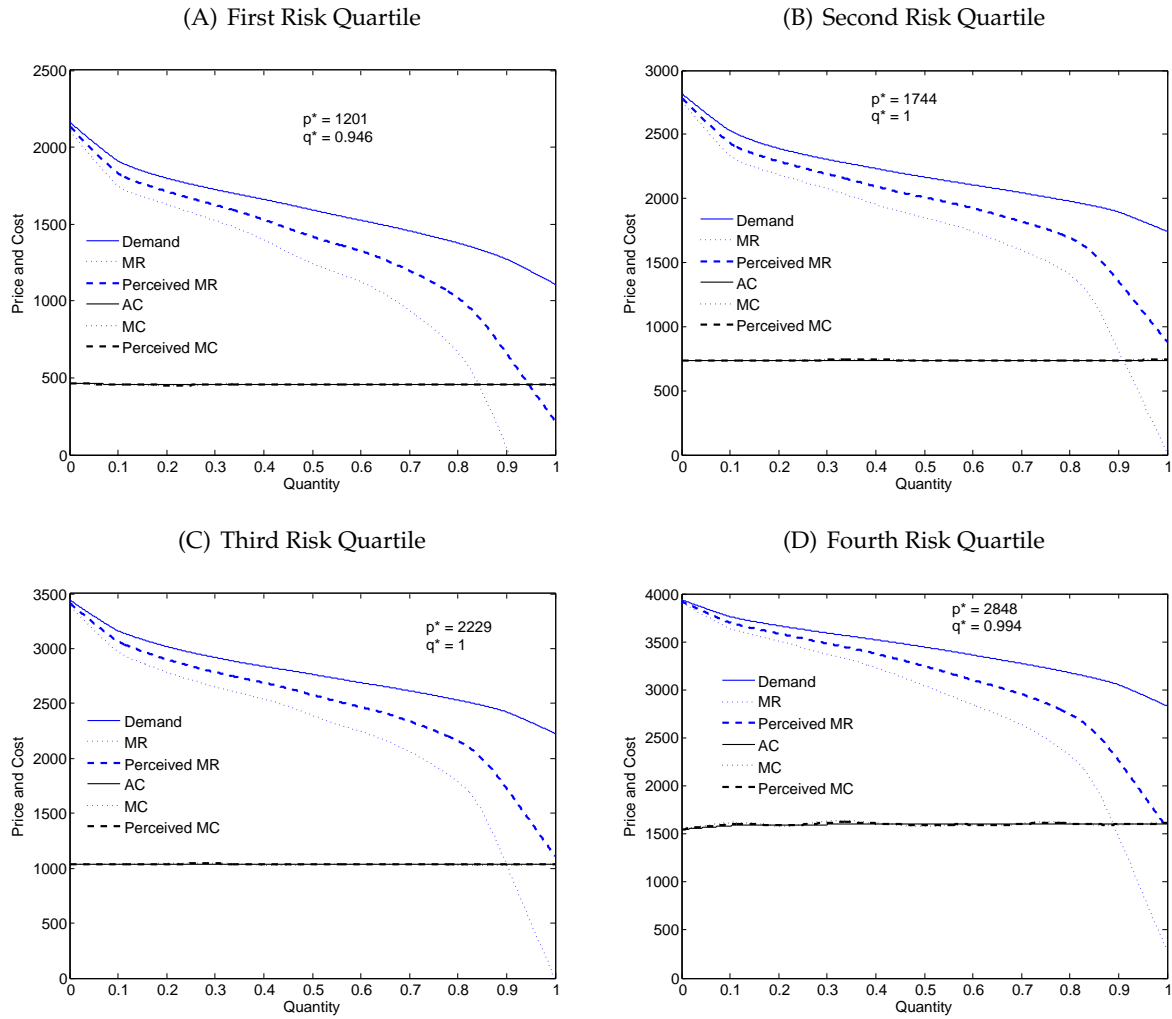 (A) First Risk Quartile
2500
2000
1500
1000
500
0
Price and Cost
p* = 1201
q* = 0.946
Demand
MR
Perceived MR
AC
MC
Perceived MC
0 0.1 0.2 0.3 0.4 0.5 0.6 0.7 0.8 0.9 1
Quantity
(B) Second Risk Quartile
3000
2500
2000
1500
1000
500
0
Price and Cost
p* = 1744
q* = 1
Demand
MR
Perceived MR
AC
MC
Perceived MC
0 0.1 0.2 0.3 0.4 0.5 0.6 0.7 0.8 0.9 1
Quantity
(C) Third Risk Quartile
3500
3000
2500
2000
1500
1000
500
0
Price and Cost
p* = 2229
q* = 1
Demand
MR
Perceived MR
AC
MC
Perceived MC
0 0.1 0.2 0.3 0.4 0.5 0.6 0.7 0.8 0.9 1
Quantity
(D) Fourth Risk Quartile
4000
3500
3000
2500
2000
1500
1000
500
0
Price and Cost
p* = 2848
q* = 0.994
Demand
MR
Perceived MR
AC
MC
Perceived MC
0 0.1 0.2 0.3 0.4 0.5 0.6 0.7 0.8 0.9 1
Quantity